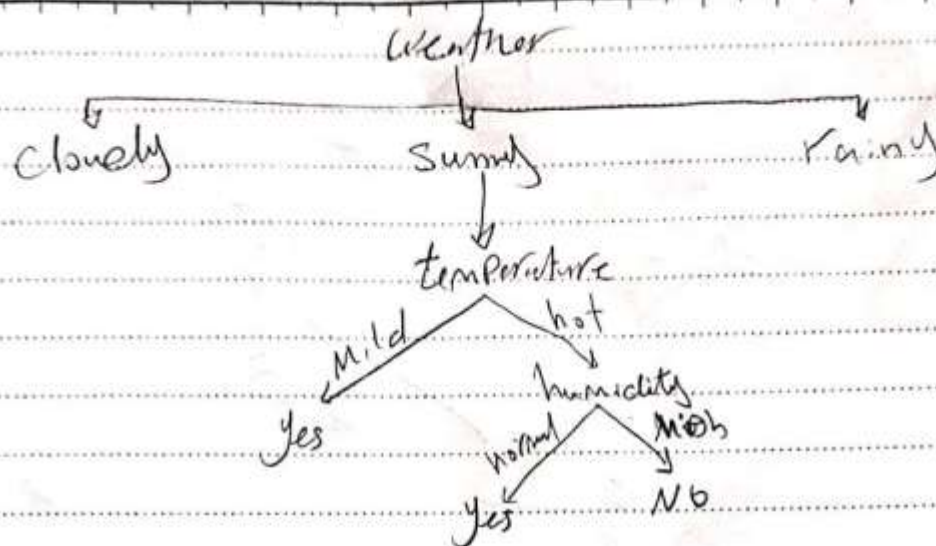 Weather
Cloudy Sunny rainy
temperature
Mild hot
humidity
Yes normal High
Yes No